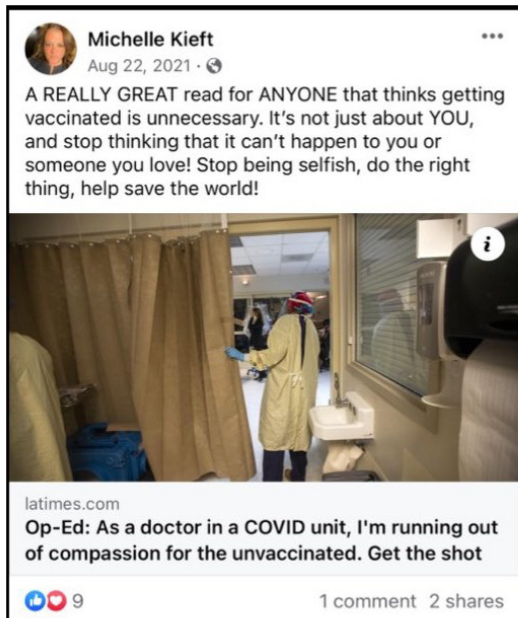 Michelle Kieft
Aug 22, 2021 ·
A REALLY GREAT read for ANYONE that thinks getting
vaccinated is unnecessary. It's not just about YOU,
and stop thinking that it can't happen to you or
someone you love! Stop being selfish, do the right
thing, help save the world!
i
latimes.com
Op-Ed: As a doctor in a COVID unit, I'm running out
of compassion for the unvaccinated. Get the shot
9
1 comment 2 shares